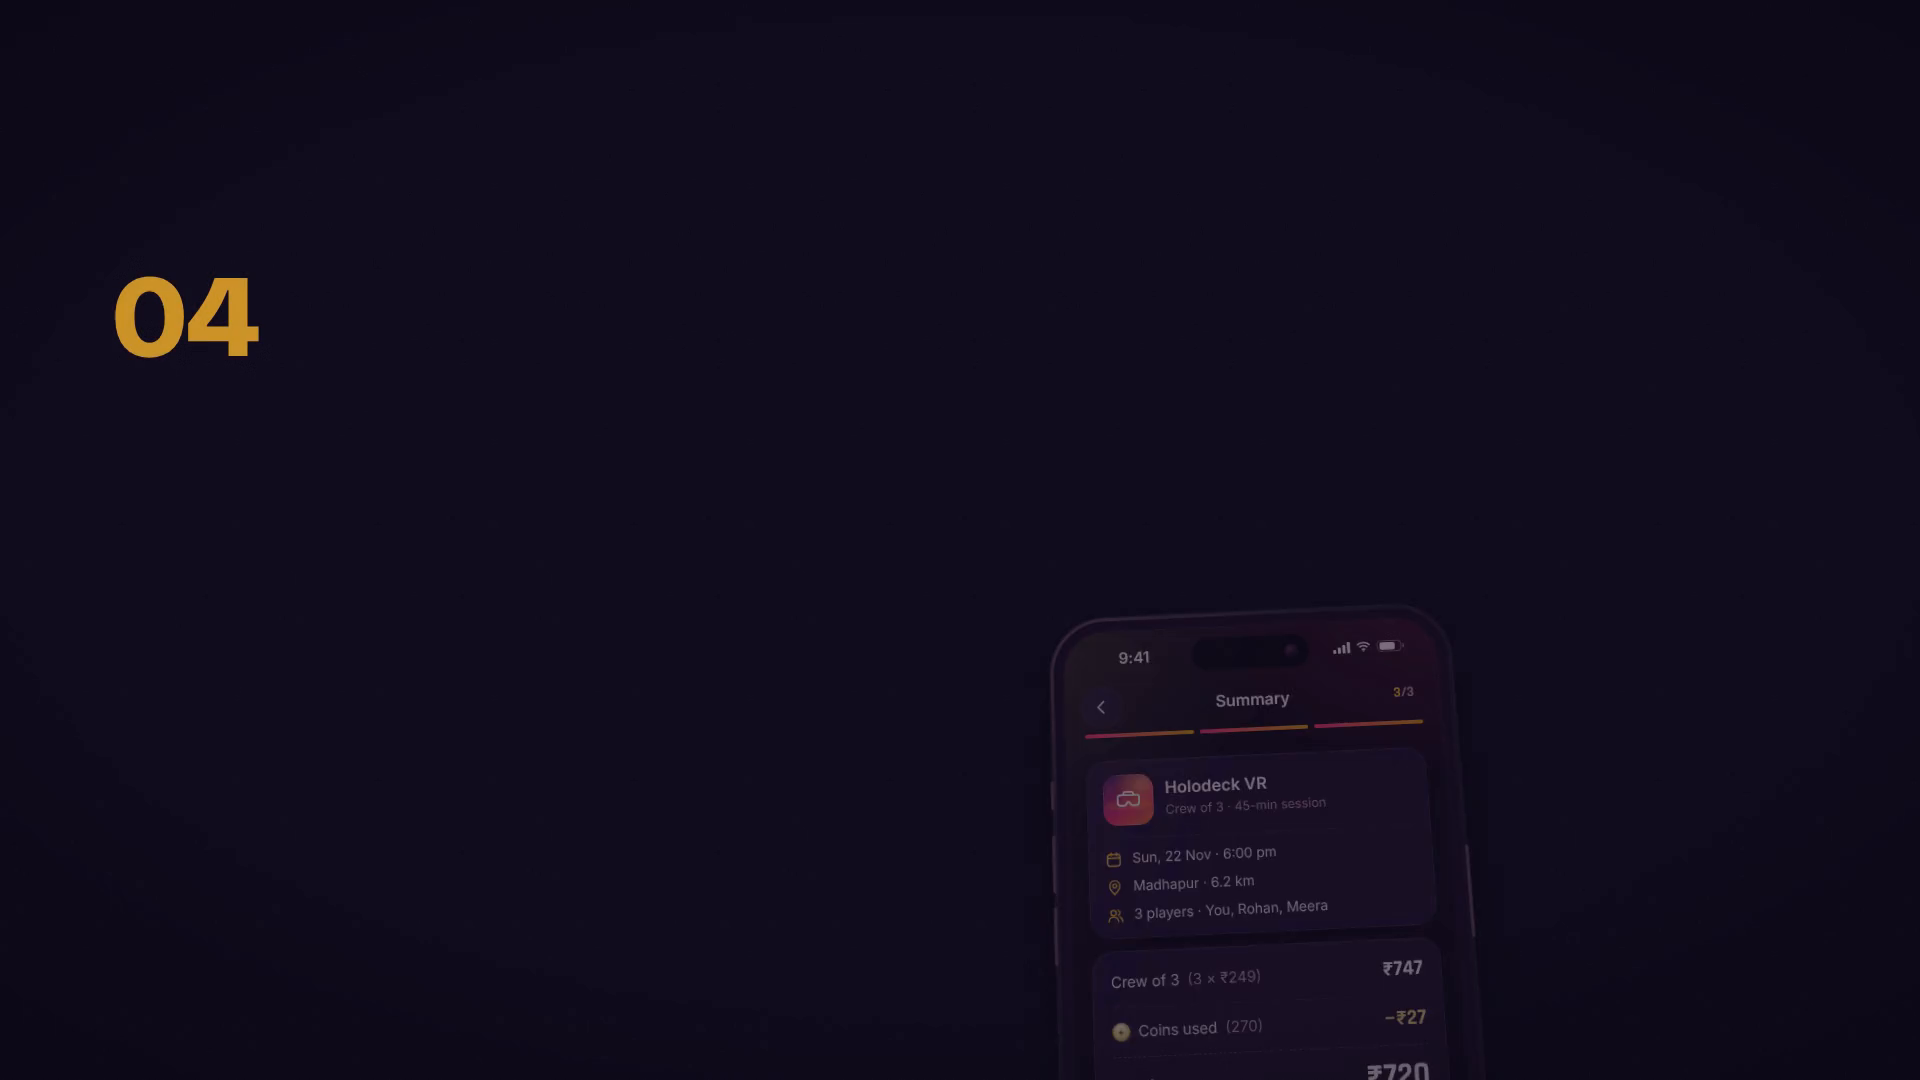 04
9:41
Summary
3/3
Holodeck VR
Crew of 3 · 45-min session
Sun, 22 Nov · 6:00 pm
Madhapur · 6.2 km
3 players · You, Rohan, Meera
Crew of 3 (3 × ₹249) ₹747
Coins used (270) −₹27
₹720